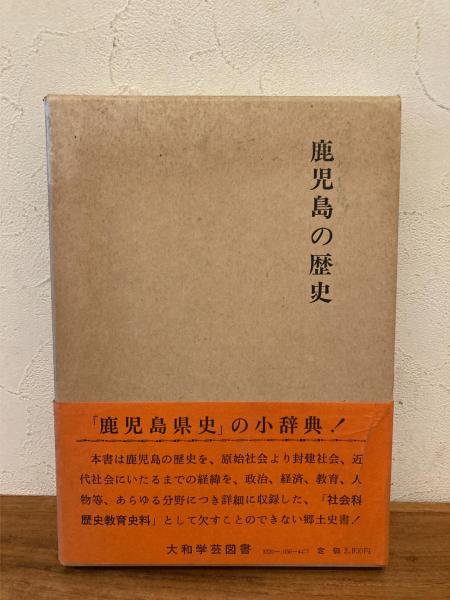 鹿児島の歴史
「鹿児島県史」の小辞典!
本書は鹿児島の歴史を、原始社会より封建社会、近
代社会にいたるまでの経緯を、政治、経済、教育、人
物等、あらゆる分野につき詳細に収録した、「社会科
歴史教育史料」として欠すことのできない郷土史書!
大和学芸図書 定価